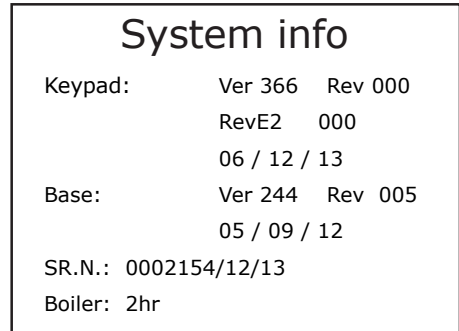 System info
Keypad: Ver 366 Rev 000
RevE2 000
06 / 12 / 13
Base: Ver 244 Rev 005
05 / 09 / 12
SR.N.: 0002154/12/13
Boiler: 2hr